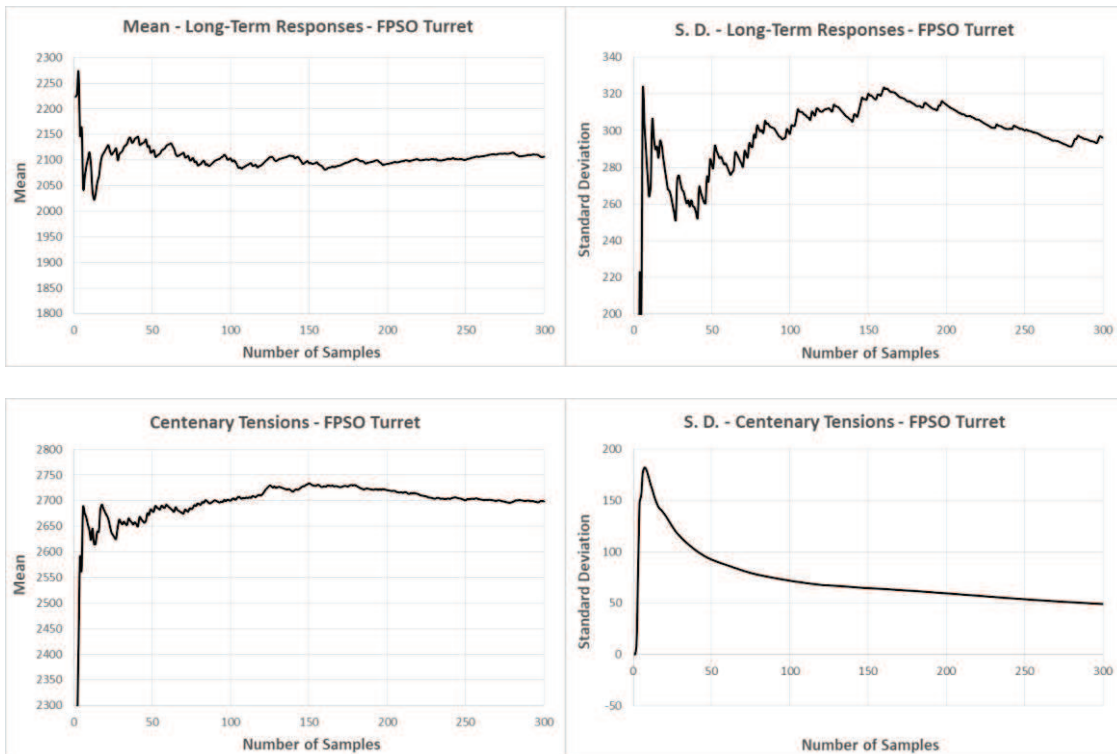 Mean - Long-Term Responses - FPSO Turret
2300
2250
2200
2150
2100
2050
2000
1950
1900
1850
1800
Mean
0 50 100 150 200 250 300
Number of Samples
S. D. - Long-Term Responses - FPSO Turret
340
320
300
280
260
240
220
200
Standard Deviation
0 50 100 150 200 250 300
Number of Samples
Centenary Tensions - FPSO Turret
2800
2700
2600
2500
2400
2300
Mean
0 50 100 150 200 250 300
Number of Samples
S. D. - Centenary Tensions - FPSO Turret
200
150
100
50
0
-50
Standard Deviation
0 50 100 150 200 250 300
Number of Samples